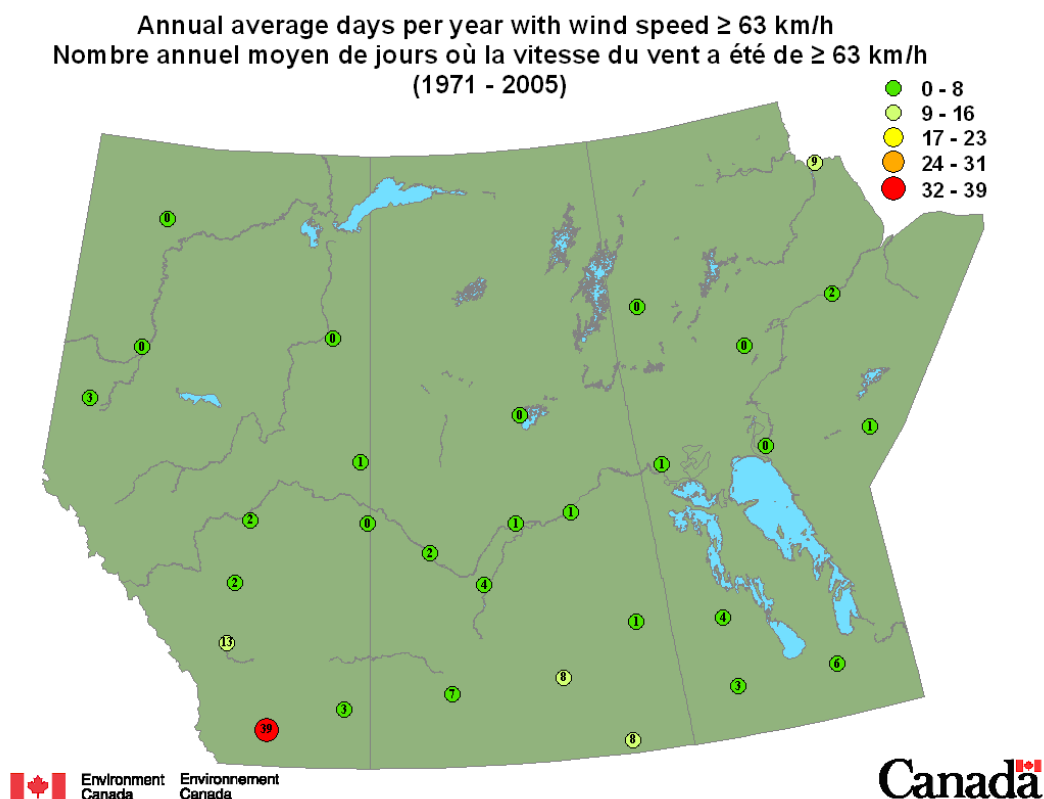 Annual average days per year with wind speed ≥ 63 km/h
Nombre annuel moyen de jours où la vitesse du vent a été de ≥ 63 km/h
(1971 - 2005)
0 - 8
9 - 16
17 - 23
24 - 31
32 - 39
9
0
2
0
0
0
0
3
0
1
0
1
1
2
0
1
1
2
4
2
1
4
13
6
8
3
7
3
39
8
Environment Environnement
Canada Canada
Canada